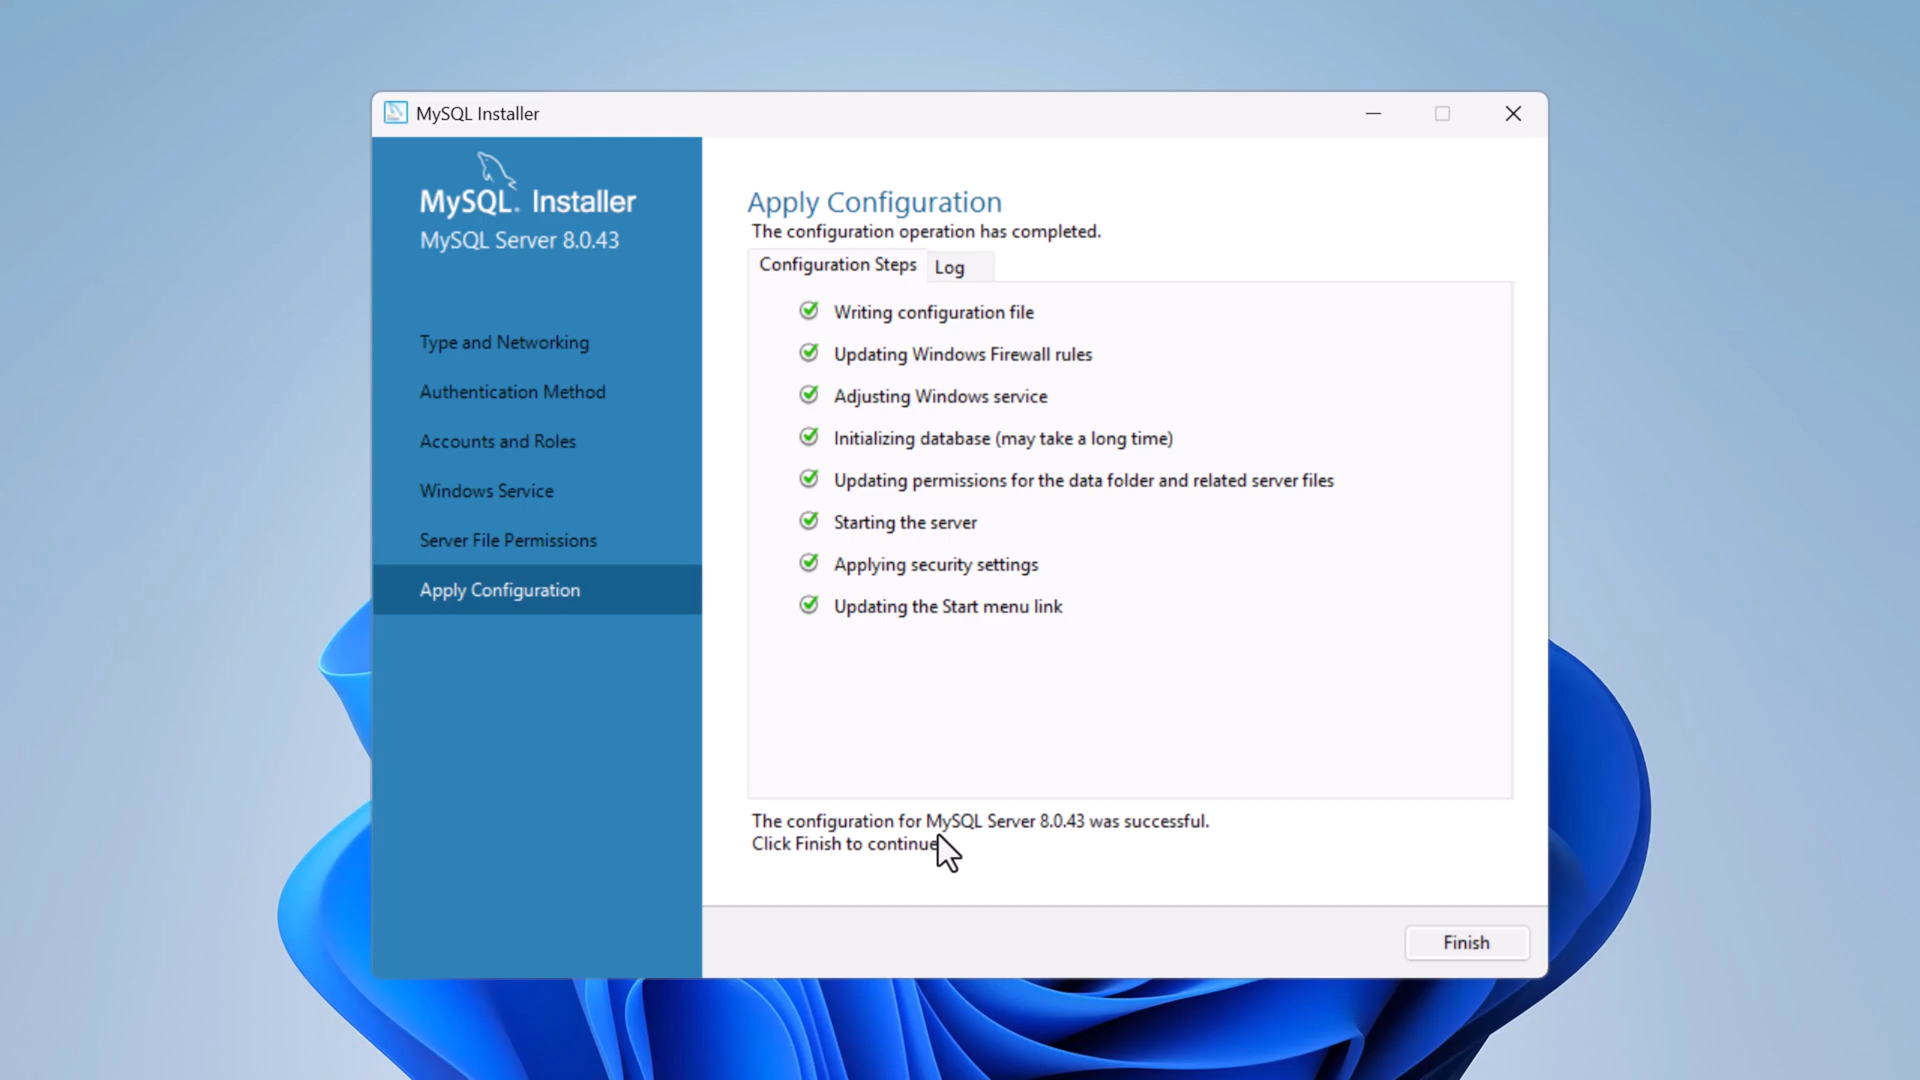 MySQL Installer
MySQL. Installer
MySQL Server 8.0.43
Type and Networking
Authentication Method
Accounts and Roles
Windows Service
Server File Permissions
Apply Configuration
Apply Configuration
The configuration operation has completed.
Configuration Steps
Log
Writing configuration file
Updating Windows Firewall rules
Adjusting Windows service
Initializing database (may take a long time)
Updating permissions for the data folder and related server files
Starting the server
Applying security settings
Updating the Start menu link
The configuration for MySQL Server 8.0.43 was successful.
Click Finish to continue
Finish